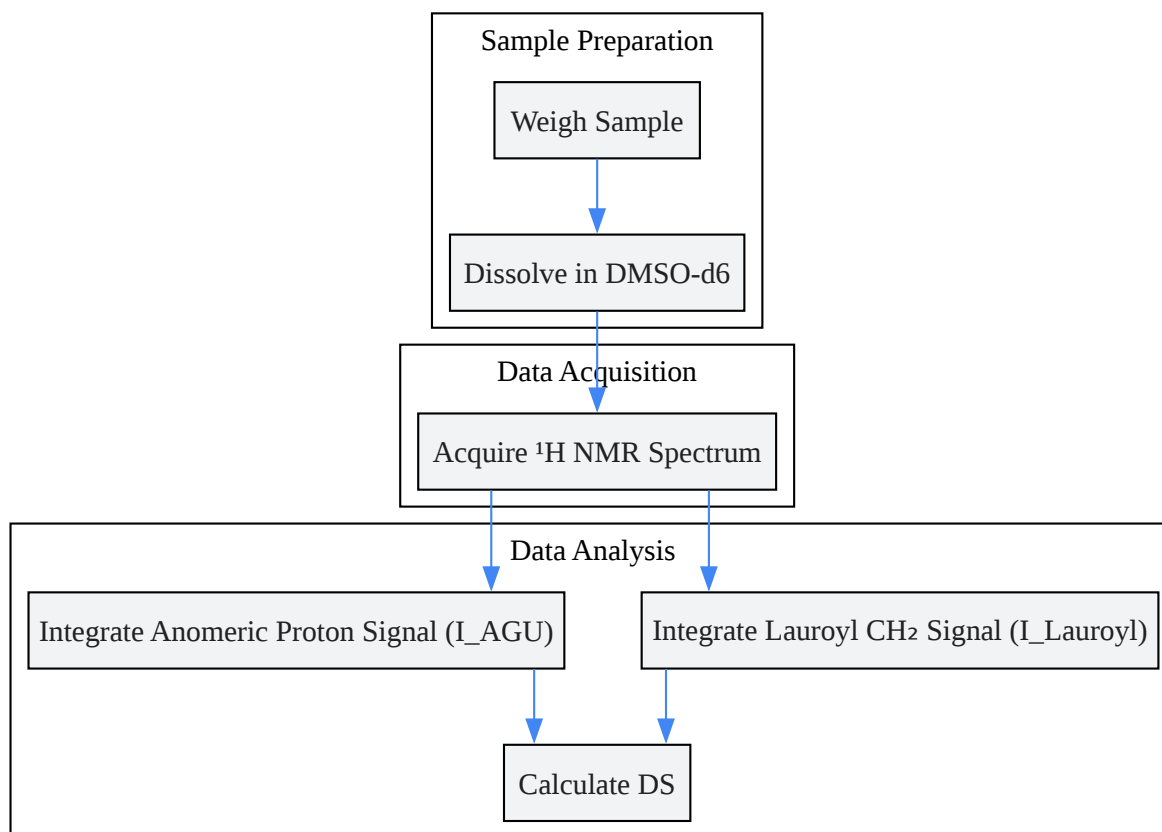 Sample Preparation
Weigh Sample
Dissolve in DMSO-d6
Data Acquisition
Acquire ¹H NMR Spectrum
Data Analysis
Integrate Anomeric Proton Signal (I_AGU)
Integrate Lauroyl CH₂ Signal (I_Lauroyl)
Calculate DS